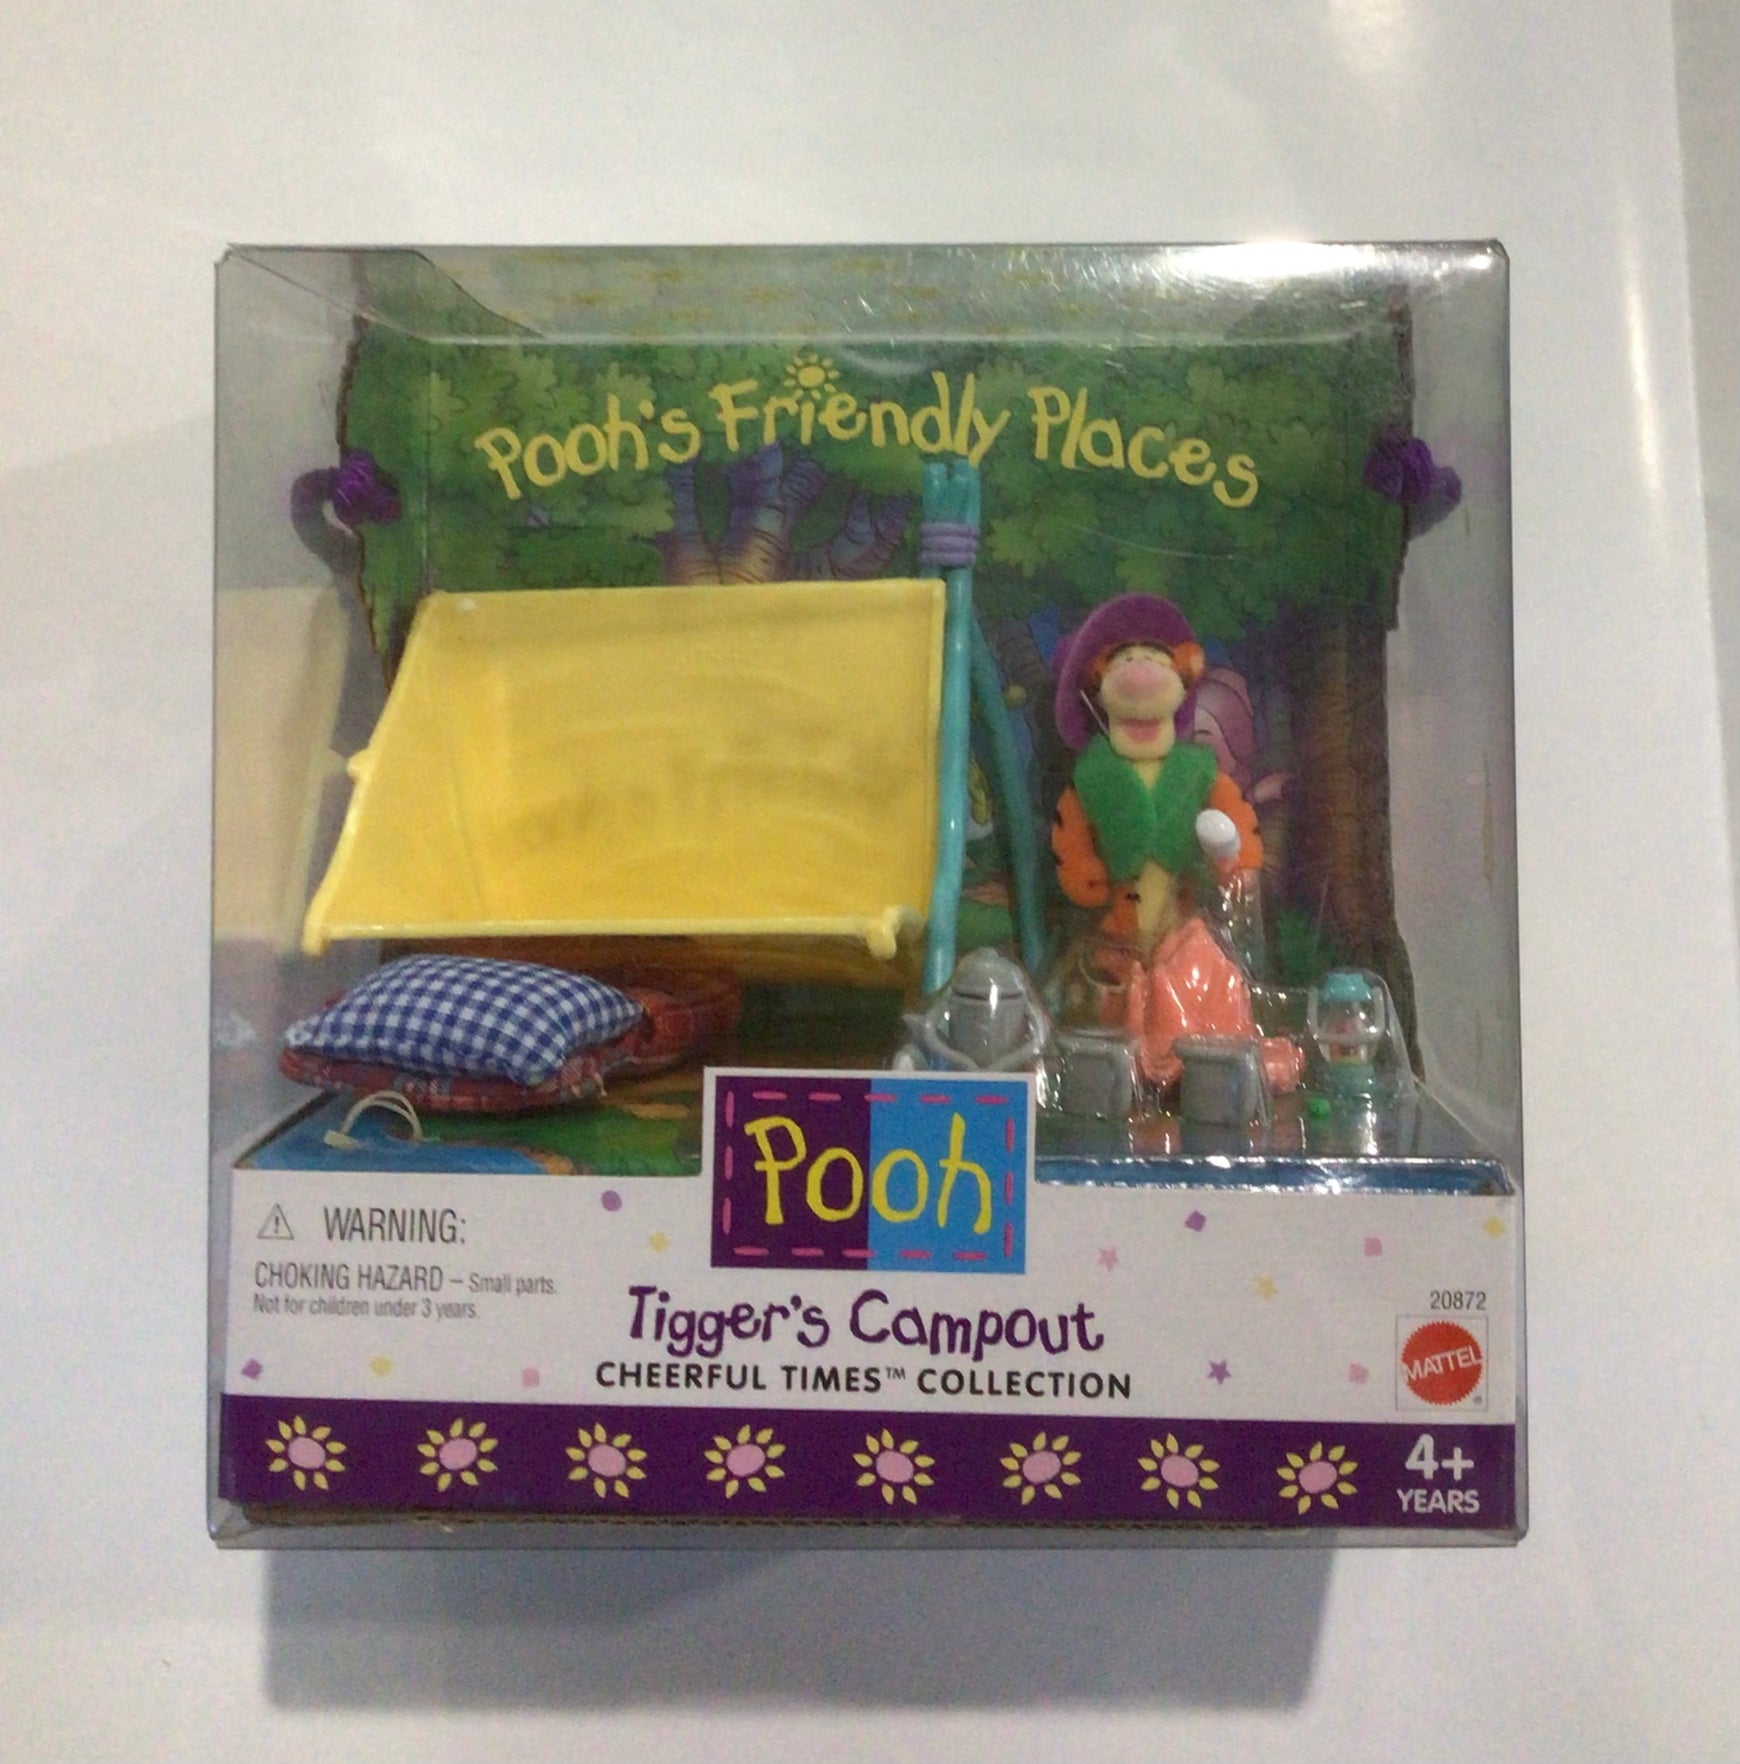 Pooh's Friendly Places
Pooh
WARNING:
CHOKING HAZARD – Small parts.
Not for children under 3 years.
Tigger's Campout
CHEERFUL TIMES™ COLLECTION
20872
MATTEL
®
4+
YEARS